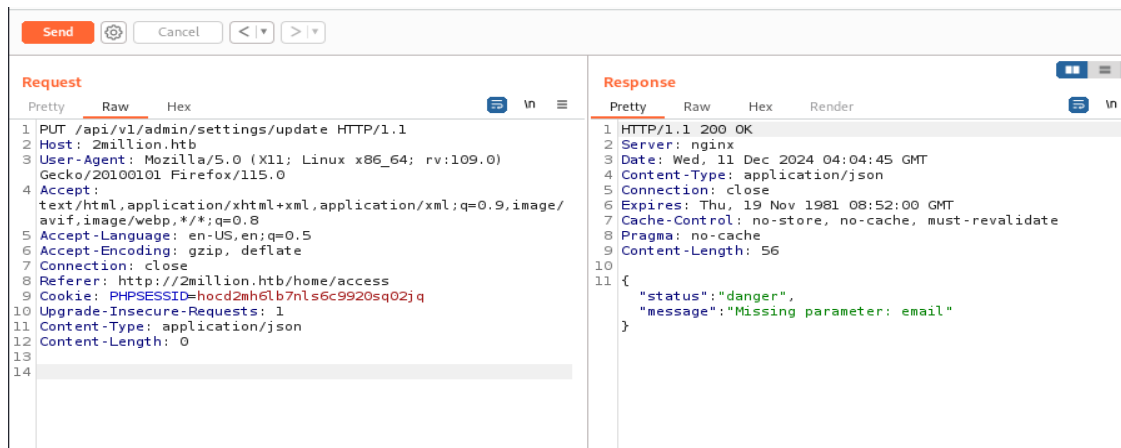 Send Cancel < >
Request
Pretty Raw Hex \n
1 PUT /api/v1/admin/settings/update HTTP/1.1
2 Host: 2million.htb
3 User-Agent: Mozilla/5.0 (X11; Linux x86_64; rv:109.0)
Gecko/20100101 Firefox/115.0
4 Accept:
text/html,application/xhtml+xml,application/xml;q=0.9,image/
avif,image/webp,*/*;q=0.8
5 Accept-Language: en-US,en;q=0.5
6 Accept-Encoding: gzip, deflate
7 Connection: close
8 Referer: http://2million.htb/home/access
9 Cookie: PHPSESSID=hocd2mh6lb7nls6c9920sq02jq
10 Upgrade-Insecure-Requests: 1
11 Content-Type: application/json
12 Content-Length: 0
13
14
Response
Pretty Raw Hex Render \n
1 HTTP/1.1 200 OK
2 Server: nginx
3 Date: Wed, 11 Dec 2024 04:04:45 GMT
4 Content-Type: application/json
5 Connection: close
6 Expires: Thu, 19 Nov 1981 08:52:00 GMT
7 Cache-Control: no-store, no-cache, must-revalidate
8 Pragma: no-cache
9 Content-Length: 56
10
11 {
"status":"danger",
"message":"Missing parameter: email"
}